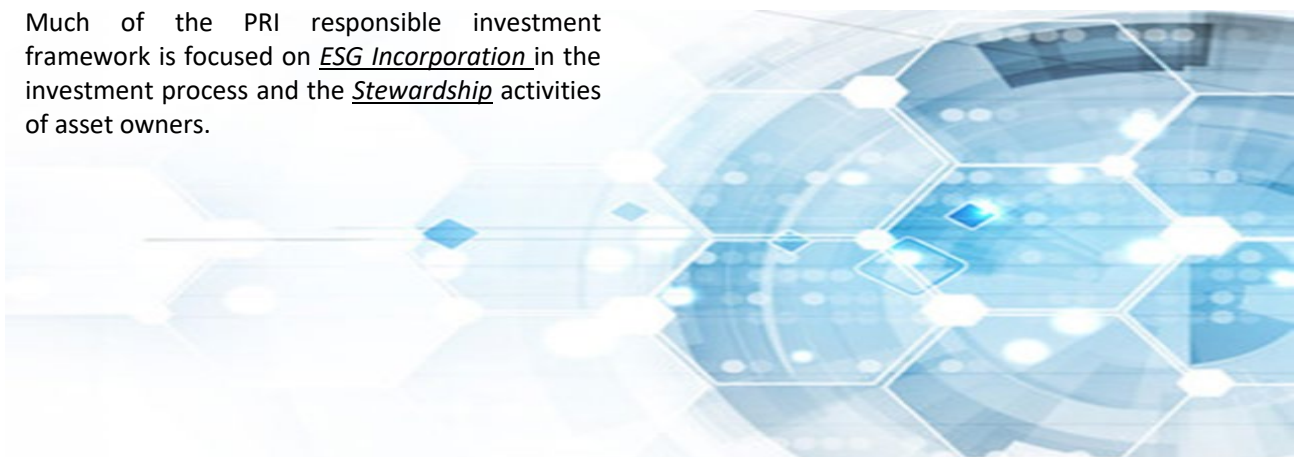 Much of the PRI responsible investment
framework is focused on ESG Incorporation in the
investment process and the Stewardship activities
of asset owners.